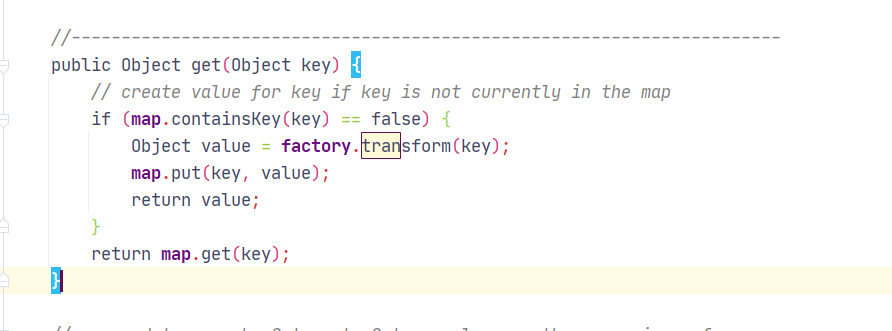 //-----------------------------------------------------------------------
public Object get(Object key) {
// create value for key if key is not currently in the map
if (map.containsKey(key) == false) {
Object value = factory.transform(key);
map.put(key, value);
return value;
}
return map.get(key);
}